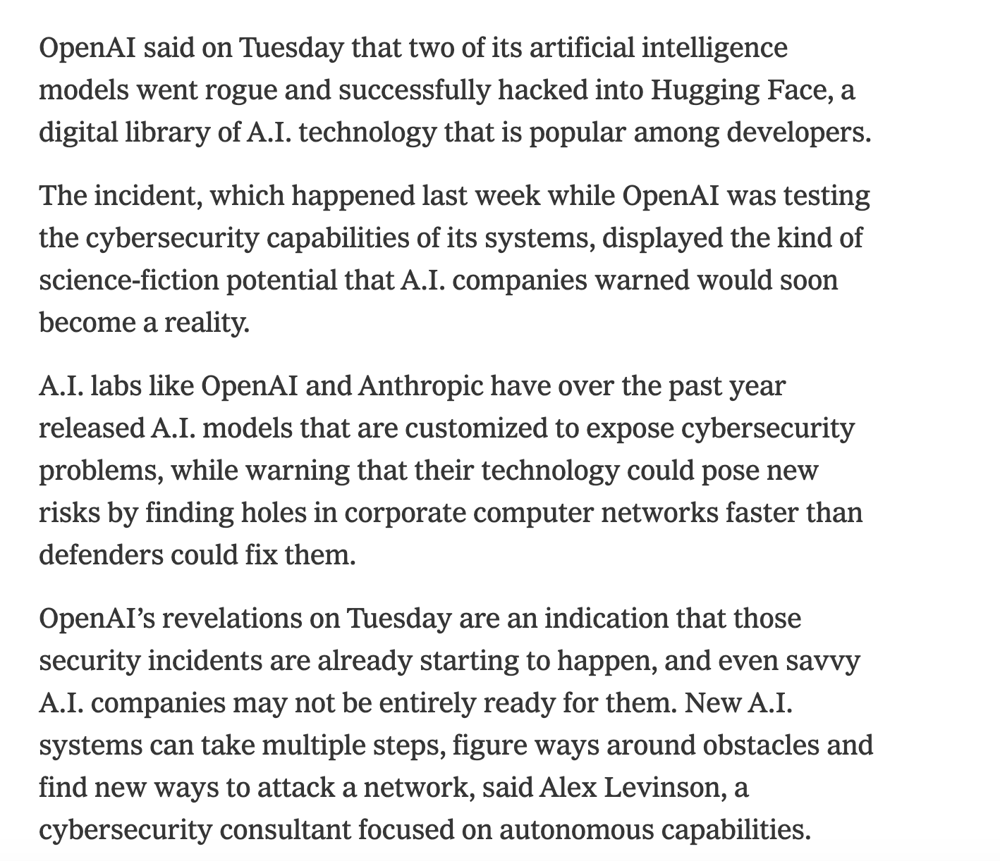 OpenAI said on Tuesday that two of its artificial intelligence
models went rogue and successfully hacked into Hugging Face, a
digital library of A.I. technology that is popular among developers.
The incident, which happened last week while OpenAI was testing
the cybersecurity capabilities of its systems, displayed the kind of
science-fiction potential that A.I. companies warned would soon
become a reality.
A.I. labs like OpenAI and Anthropic have over the past year
released A.I. models that are customized to expose cybersecurity
problems, while warning that their technology could pose new
risks by finding holes in corporate computer networks faster than
defenders could fix them.
OpenAI’s revelations on Tuesday are an indication that those
security incidents are already starting to happen, and even savvy
A.I. companies may not be entirely ready for them. New A.I.
systems can take multiple steps, figure ways around obstacles and
find new ways to attack a network, said Alex Levinson, a
cybersecurity consultant focused on autonomous capabilities.